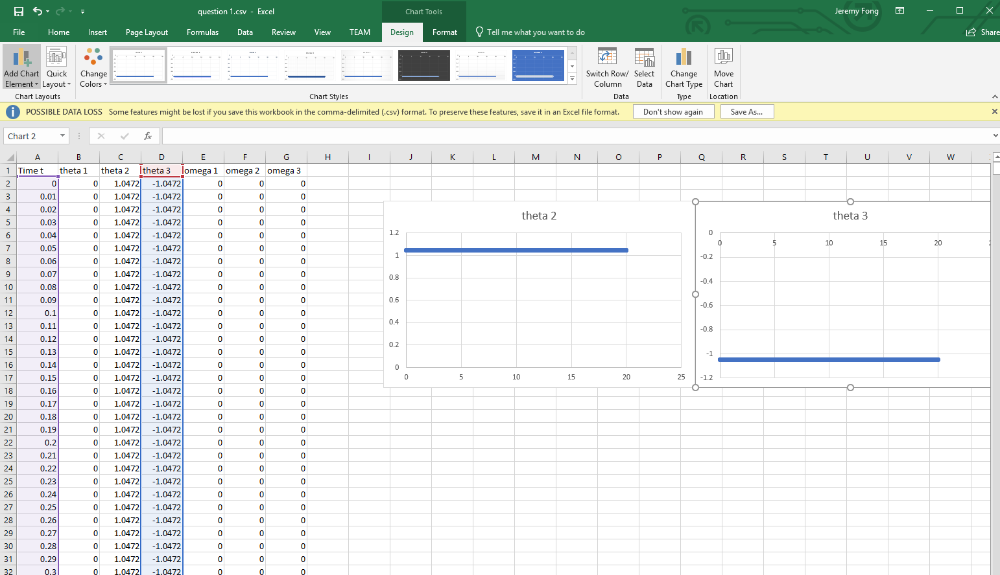 question 1.csv - Excel
Chart Tools
Jeremy Fong
File Home Insert Page Layout Formulas Data Review View TEAM Design Format Tell me what you want to do Share
Add Chart Element
Quick Layout
Change Colors
Switch Row/ Column
Select Data
Change Chart Type
Move Chart
Chart Layouts Chart Styles Data Type Location
POSSIBLE DATA LOSS Some features might be lost if you save this workbook in the comma-delimited (.csv) format. To preserve these features, save it in an Excel file format. Don't show again Save As...
Chart 2 fx
A B C D E F G H I J K L M N O P Q R S T U V W
1 Time t theta 1 theta 2 theta 3 omega 1 omega 2 omega 3
2 0 0 1.0472 -1.0472 0 0 0
3 0.01 0 1.0472 -1.0472 0 0 0
4 0.02 0 1.0472 -1.0472 0 0 0
5 0.03 0 1.0472 -1.0472 0 0 0
6 0.04 0 1.0472 -1.0472 0 0 0
7 0.05 0 1.0472 -1.0472 0 0 0
8 0.06 0 1.0472 -1.0472 0 0 0
9 0.07 0 1.0472 -1.0472 0 0 0
10 0.08 0 1.0472 -1.0472 0 0 0
11 0.09 0 1.0472 -1.0472 0 0 0
12 0.1 0 1.0472 -1.0472 0 0 0
13 0.11 0 1.0472 -1.0472 0 0 0
14 0.12 0 1.0472 -1.0472 0 0 0
15 0.13 0 1.0472 -1.0472 0 0 0
16 0.14 0 1.0472 -1.0472 0 0 0
17 0.15 0 1.0472 -1.0472 0 0 0
18 0.16 0 1.0472 -1.0472 0 0 0
19 0.17 0 1.0472 -1.0472 0 0 0
20 0.18 0 1.0472 -1.0472 0 0 0
21 0.19 0 1.0472 -1.0472 0 0 0
22 0.2 0 1.0472 -1.0472 0 0 0
23 0.21 0 1.0472 -1.0472 0 0 0
24 0.22 0 1.0472 -1.0472 0 0 0
25 0.23 0 1.0472 -1.0472 0 0 0
26 0.24 0 1.0472 -1.0472 0 0 0
27 0.25 0 1.0472 -1.0472 0 0 0
28 0.26 0 1.0472 -1.0472 0 0 0
29 0.27 0 1.0472 -1.0472 0 0 0
30 0.28 0 1.0472 -1.0472 0 0 0
31 0.29 0 1.0472 -1.0472 0 0 0
32 0.3 0 1.0472 -1.0472 0 0 0
theta 2
1.2
1
0.8
0.6
0.4
0.2
0
0 5 10 15 20 25
theta 3
0
0 5 10 15 20
-0.2
-0.4
-0.6
-0.8
-1
-1.2